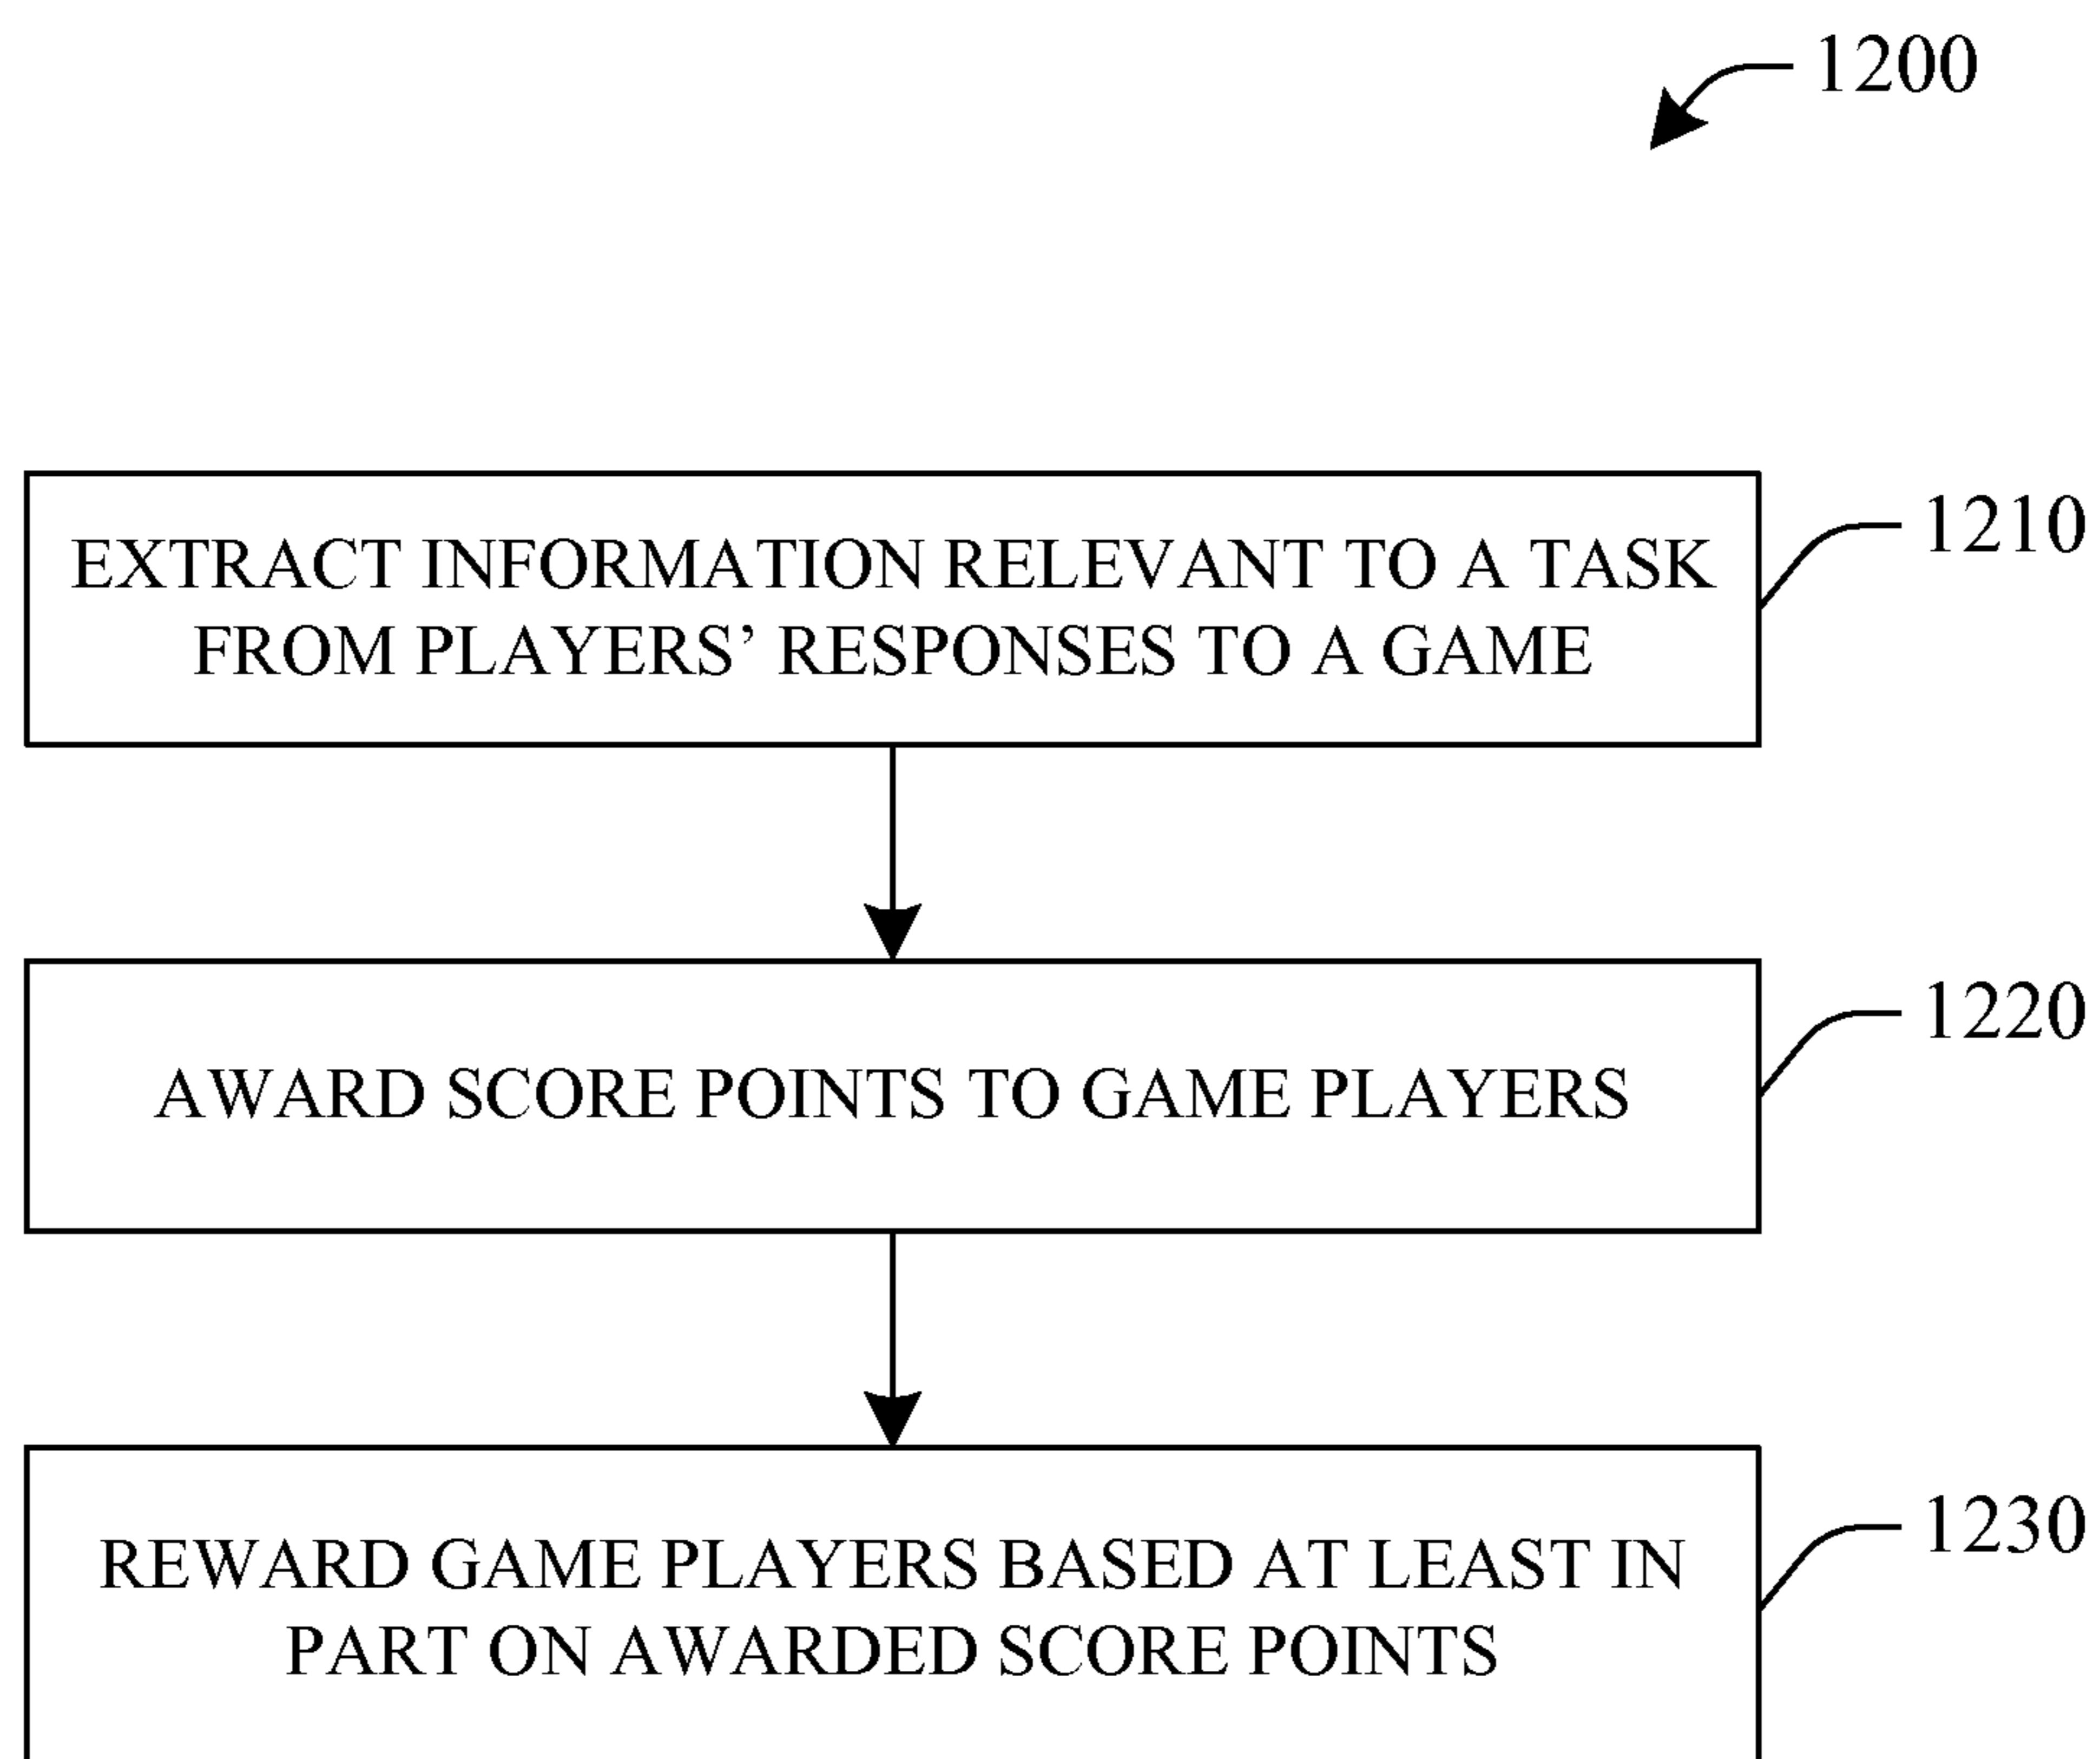 1200
1210
EXTRACT INFORMATION RELEVANT TO A TASK
FROM PLAYERS’ RESPONSES TO A GAME
1220
AWARD SCORE POINTS TO GAME PLAYERS
1230
REWARD GAME PLAYERS BASED AT LEAST IN
PART ON AWARDED SCORE POINTS